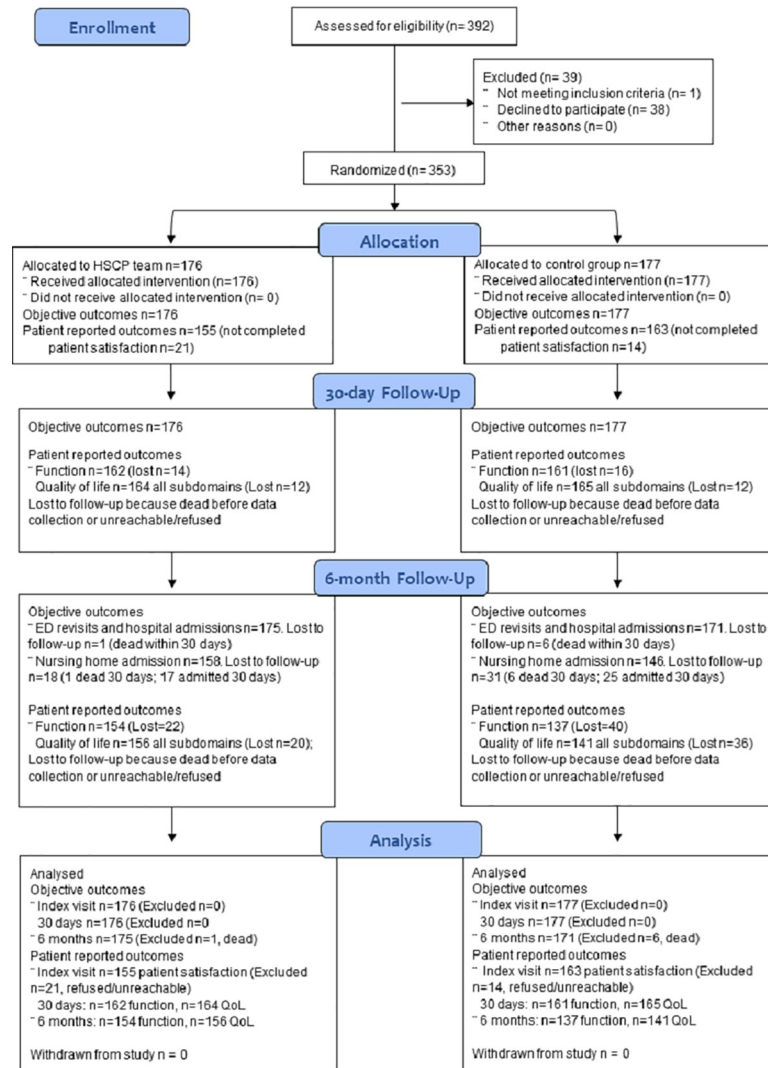 Enrollment
Assessed for eligibility (n= 392)
Excluded (n= 39)
¨ Not meeting inclusion criteria (n= 1)
¨ Declined to participate (n= 38)
¨ Other reasons (n= 0)
Randomized (n= 353)
Allocation
Allocated to HSCP team n=176
¨ Received allocated intervention (n=176)
¨ Did not receive allocated intervention (n= 0)
Objective outcomes n=176
Patient reported outcomes n=155 (not completed
patient satisfaction n=21)
Allocated to control group n=177
¨ Received allocated intervention (n=177)
¨ Did not receive allocated intervention (n= 0)
Objective outcomes n=177
Patient reported outcomes n=163 (not completed
patient satisfaction n=14)
30-day Follow-Up
Objective outcomes n=176
Patient reported outcomes
¨ Function n=162 (lost n=14)
Quality of life n=164 all subdomains (Lost n=12)
Lost to follow-up because dead before data
collection or unreachable/refused
Objective outcomes n=177
Patient reported outcomes
¨ Function n=161 (lost n=16)
Quality of life n=165 all subdomains (Lost n=12)
Lost to follow-up because dead before data
collection or unreachable/refused
6-month Follow-Up
Objective outcomes
¨ ED revisits and hospital admissions n=175. Lost to
follow-up n=1 (dead within 30 days)
¨ Nursing home admission n=158. Lost to follow-up
n=18 (1 dead 30 days; 17 admitted 30 days)
Patient reported outcomes
¨ Function n=154 (Lost=22)
Quality of life n=156 all subdomains (Lost n=20);
Lost to follow-up because dead before data
collection or unreachable/refused
Objective outcomes
¨ ED revisits and hospital admissions n=171. Lost to
follow-up n=6 (dead within 30 days)
¨ Nursing home admission n=146. Lost to follow-up
n=31 (6 dead 30 days; 25 admitted 30 days)
Patient reported outcomes
¨ Function n=137 (Lost=40)
Quality of life n=141 all subdomains (Lost n=36)
Lost to follow-up because dead before data
collection or unreachable/refused
Analysis
Analysed
Objective outcomes
¨ Index visit n=176 (Excluded n=0)
30 days n=176 (Excluded n=0
¨ 6 months n=175 (Excluded n=1, dead)
Patient reported outcomes
¨ Index visit n=155 patient satisfaction (Excluded
n=21, refused/unreachable)
30 days: n=162 function, n=164 QoL
¨ 6 months: n=154 function, n=156 QoL
Withdrawn from study n = 0
Analysed
Objective outcomes
¨ Index visit n=177 (Excluded n=0)
30 days n=177 (Excluded n=0)
¨ 6 months n=171 (Excluded n=6, dead)
Patient reported outcomes
¨ Index visit n=163 patient satisfaction (Excluded
n=14, refused/unreachable)
30 days: n=161 function, n=165 QoL
¨ 6 months: n=137 function, n=141 QoL
Withdrawn from study n = 0